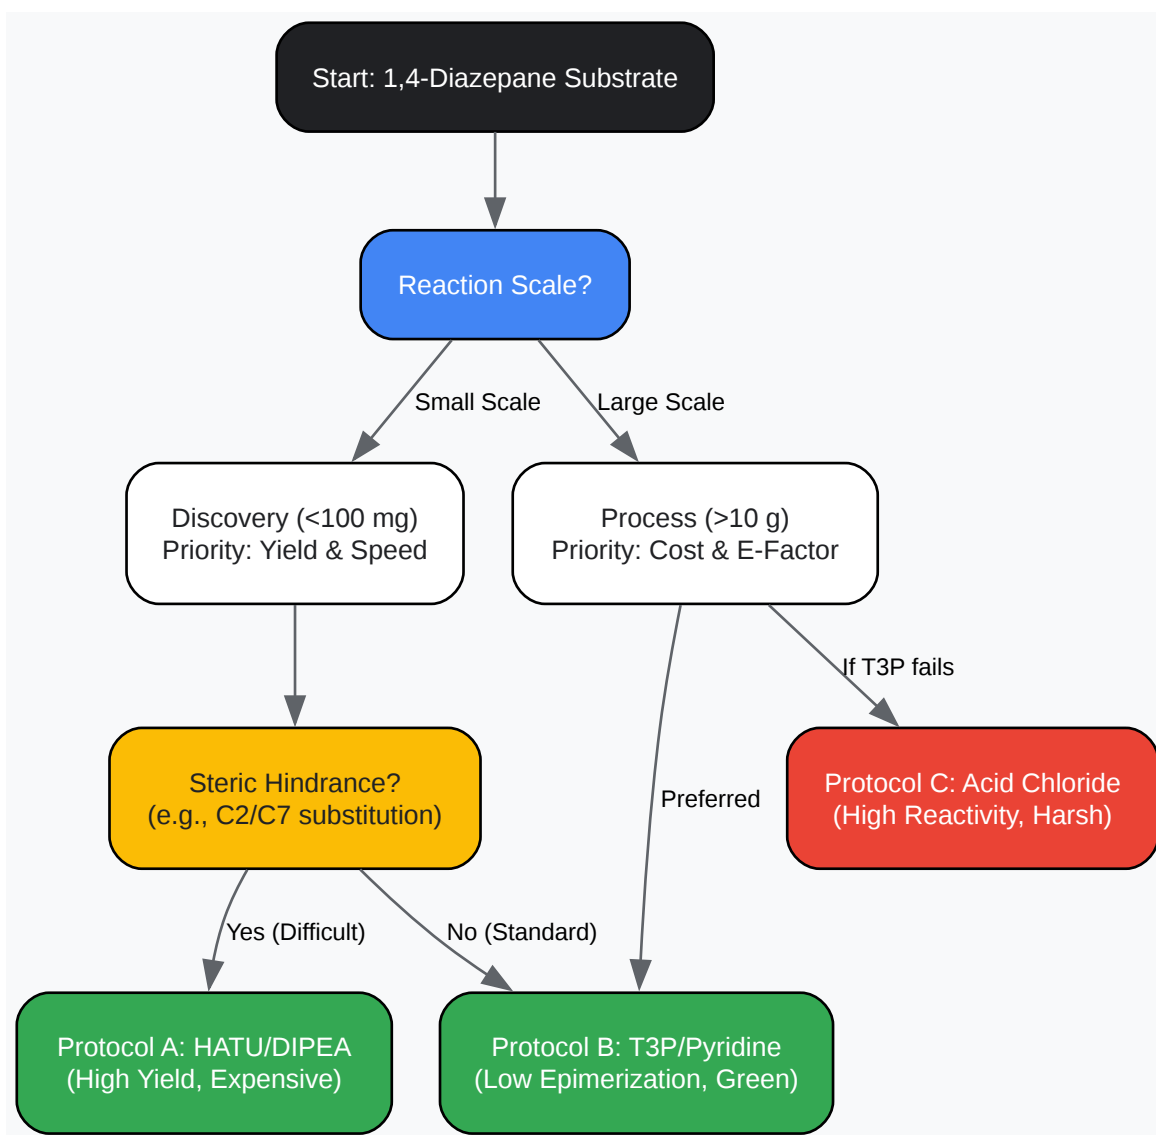 Start: 1,4-Diazepane Substrate
Reaction Scale?
Small Scale
Large Scale
Discovery (<100 mg)
Priority: Yield & Speed
Process (>10 g)
Priority: Cost & E-Factor
If T3P fails
Steric Hindrance?
(e.g., C2/C7 substitution)
Preferred
Protocol C: Acid Chloride
(High Reactivity, Harsh)
Yes (Difficult)
No (Standard)
Protocol A: HATU/DIPEA
(High Yield, Expensive)
Protocol B: T3P/Pyridine
(Low Epimerization, Green)